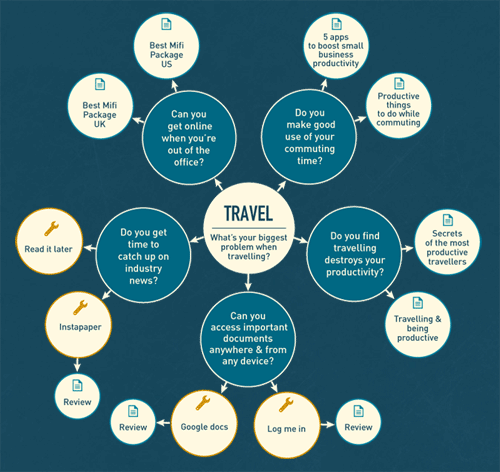 Best Mifi
Package
US
5 apps
to boost small
business
productivity
Best Mifi
Package
UK
Can you
get online
when you're
out of the
office?
Do you
make good
use of your
commuting
time?
Productive
things
to do while
commuting
TRAVEL
What's your biggest
problem when
travelling?
Read it later
Do you get
time to
catch up on
industry
news?
Do you find
travelling
destroys your
productivity?
Secrets
of the most
productive
travellers
Instapaper
Can you
access important
documents
anywhere & from
any device?
Travelling &
being
productive
Review
Review
Google docs
Log me in
Review